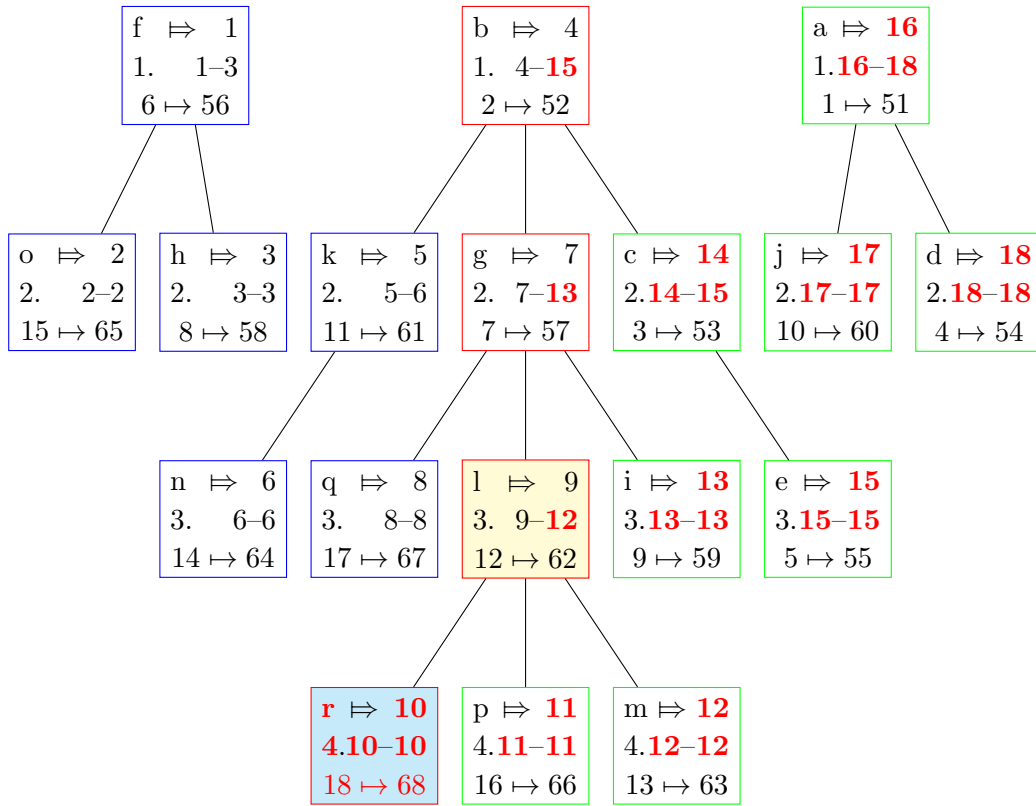 f ⤇ 1
1. 1–3
6 ↦ 56
b ⤇ 4
1. 4–15
2 ↦ 52
a ⤇ 16
1.16–18
1 ↦ 51
o ⤇ 2
2. 2–2
15 ↦ 65
h ⤇ 3
2. 3–3
8 ↦ 58
k ⤇ 5
2. 5–6
11 ↦ 61
g ⤇ 7
2. 7–13
7 ↦ 57
c ⤇ 14
2.14–15
3 ↦ 53
j ⤇ 17
2.17–17
10 ↦ 60
d ⤇ 18
2.18–18
4 ↦ 54
n ⤇ 6
3. 6–6
14 ↦ 64
q ⤇ 8
3. 8–8
17 ↦ 67
l ⤇ 9
3. 9–12
12 ↦ 62
i ⤇ 13
3.13–13
9 ↦ 59
e ⤇ 15
3.15–15
5 ↦ 55
r ⤇ 10
4.10–10
18 ↦ 68
p ⤇ 11
4.11–11
16 ↦ 66
m ⤇ 12
4.12–12
13 ↦ 63